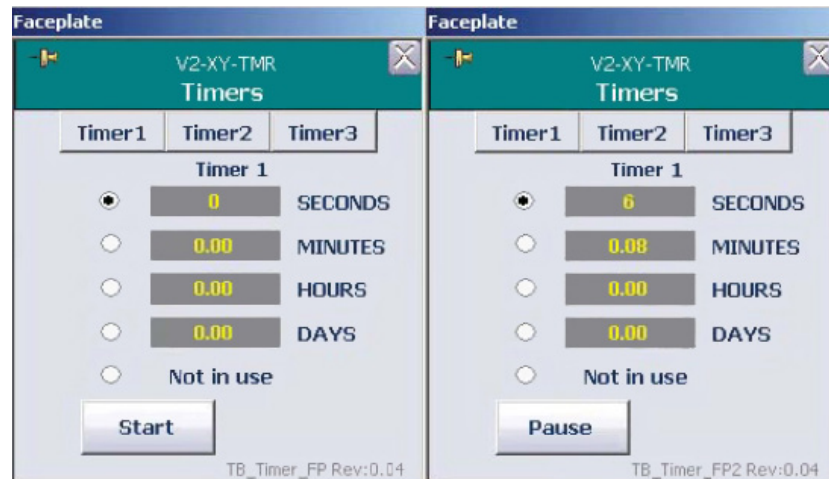 Faceplate
V2-XY-TMR
Timers
Timer1 Timer2 Timer3
Timer 1
0 SECONDS
0.00 MINUTES
0.00 HOURS
0.00 DAYS
Not in use
Start
TB_Timer_FP Rev:0.04
Faceplate
V2-XY-TMR
Timers
Timer1 Timer2 Timer3
Timer 1
6 SECONDS
0.08 MINUTES
0.00 HOURS
0.00 DAYS
Not in use
Pause
TB_Timer_FP2 Rev:0.04